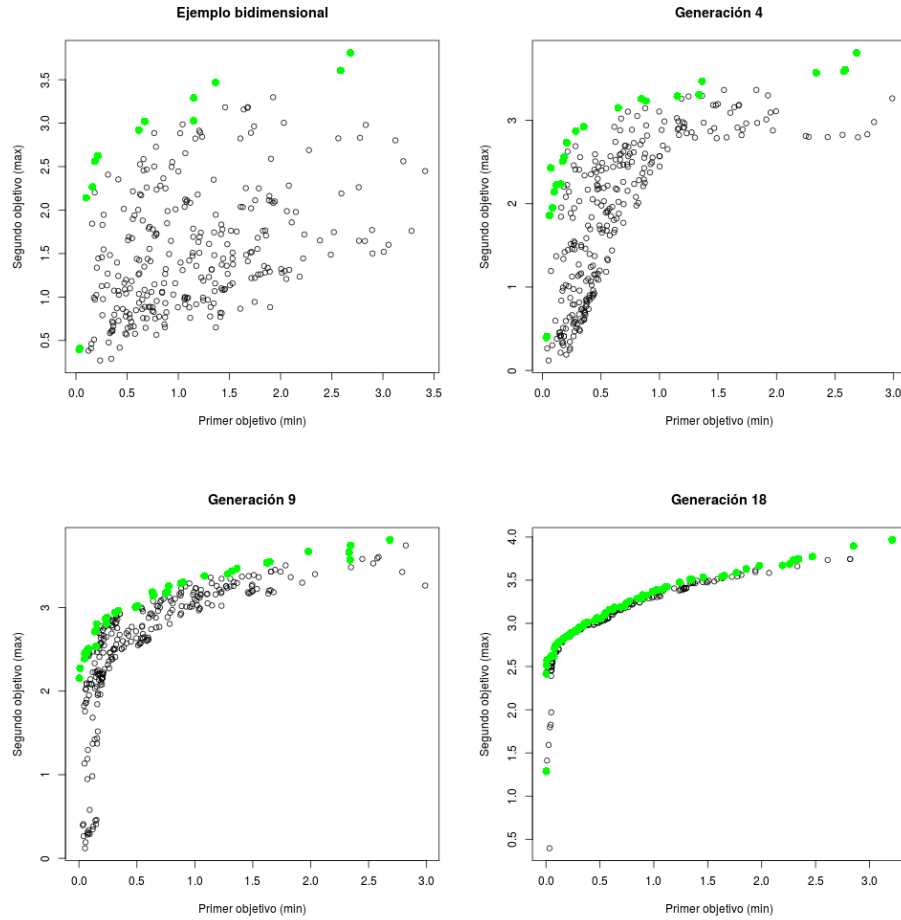 Ejemplo bidimensional
Segundo objetivo (max)
3.5
3.0
2.5
2.0
1.5
1.0
0.5
0.0 0.5 1.0 1.5 2.0 2.5 3.0 3.5
Primer objetivo (min)
Generación 4
Segundo objetivo (max)
3
2
1
0
0.0 0.5 1.0 1.5 2.0 2.5 3.0
Primer objetivo (min)
Generación 9
Segundo objetivo (max)
3
2
1
0
0.0 0.5 1.0 1.5 2.0 2.5 3.0
Primer objetivo (min)
Generación 18
Segundo objetivo (max)
4.0
3.5
3.0
2.5
2.0
1.5
1.0
0.5
0.0 0.5 1.0 1.5 2.0 2.5 3.0
Primer objetivo (min)